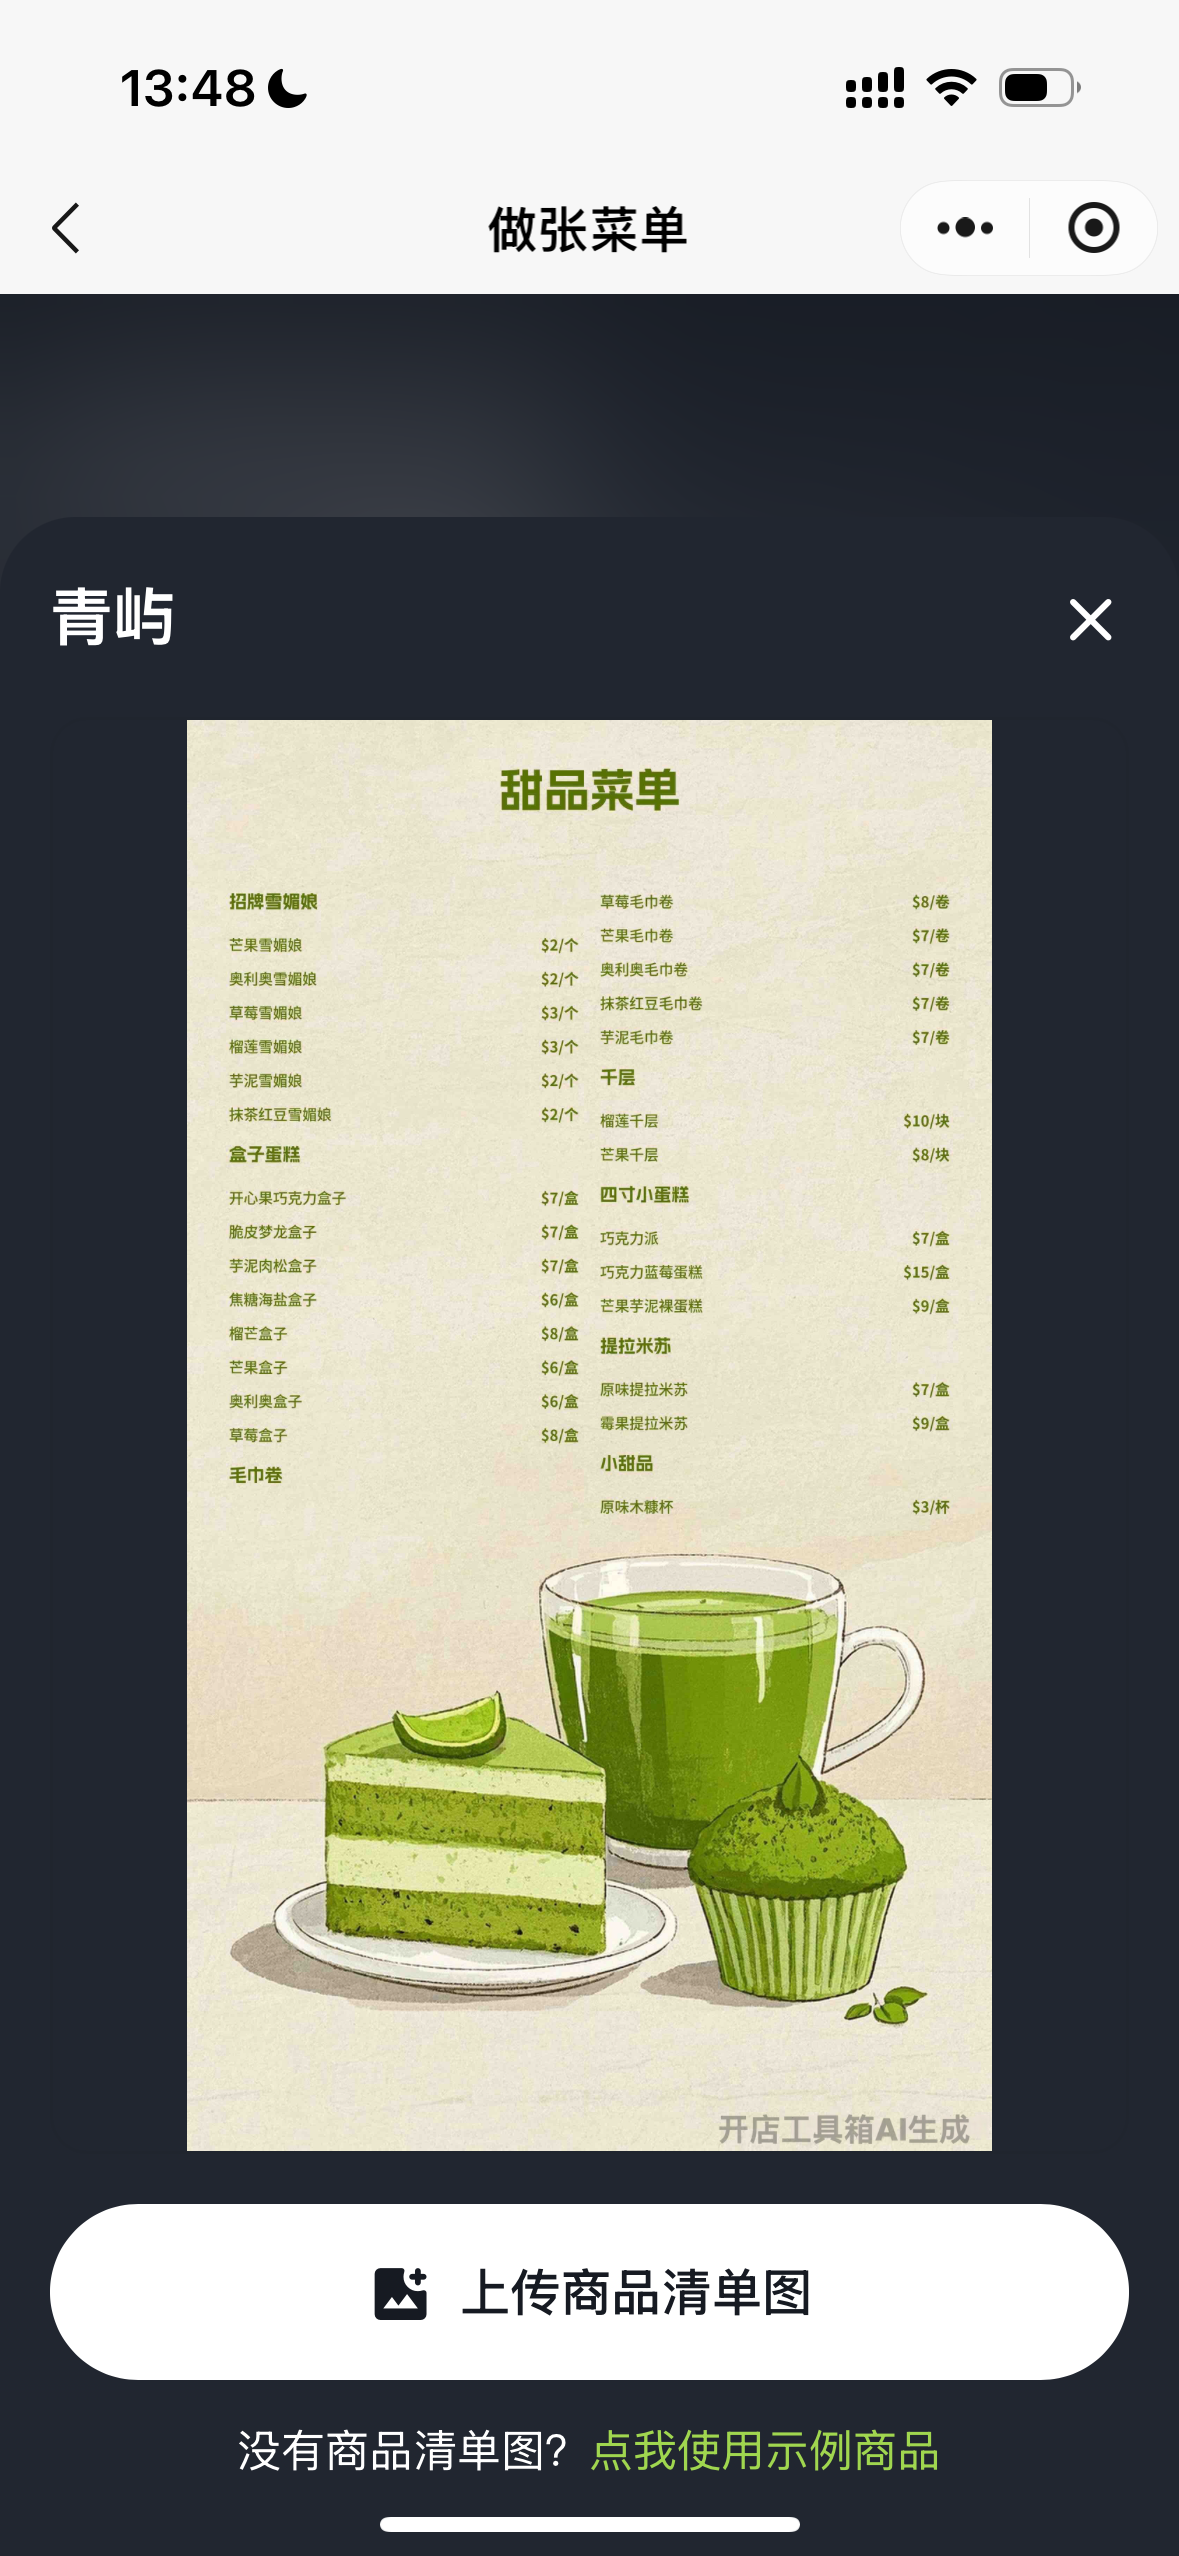 13:48
做张菜单
青屿
甜品菜单
招牌雪媚娘
芒果雪媚娘 $2/个
奥利奥雪媚娘 $2/个
草莓雪媚娘 $3/个
榴莲雪媚娘 $3/个
芋泥雪媚娘 $2/个
抹茶红豆雪媚娘 $2/个
盒子蛋糕
开心果巧克力盒子 $7/盒
脆皮梦龙盒子 $7/盒
芋泥肉松盒子 $7/盒
焦糖海盐盒子 $6/盒
榴芒盒子 $8/盒
芒果盒子 $6/盒
奥利奥盒子 $6/盒
草莓盒子 $8/盒
毛巾卷
草莓毛巾卷 $8/卷
芒果毛巾卷 $7/卷
奥利奥毛巾卷 $7/卷
抹茶红豆毛巾卷 $7/卷
芋泥毛巾卷 $7/卷
千层
榴莲千层 $10/块
芒果千层 $8/块
四寸小蛋糕
巧克力派 $7/盒
巧克力蓝莓蛋糕 $15/盒
芒果芋泥裸蛋糕 $9/盒
提拉米苏
原味提拉米苏 $7/盒
霉果提拉米苏 $9/盒
小甜品
原味木糠杯 $3/杯
开店工具箱AI生成
上传商品清单图
没有商品清单图? 点我使用示例商品